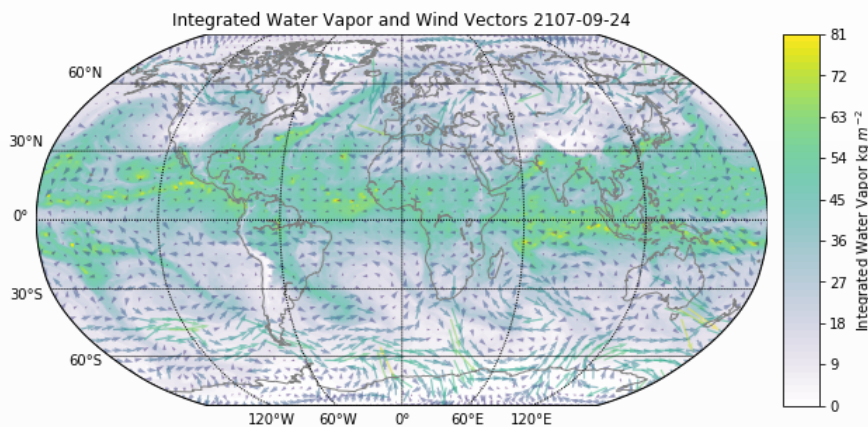 Integrated Water Vapor and Wind Vectors 2107-09-24
60°N
30°N
0°
30°S
60°S
120°W 60°W 0° 60°E 120°E
81
72
63
54
45
36
27
18
9
0
Integrated Water Vapor kg m⁻²